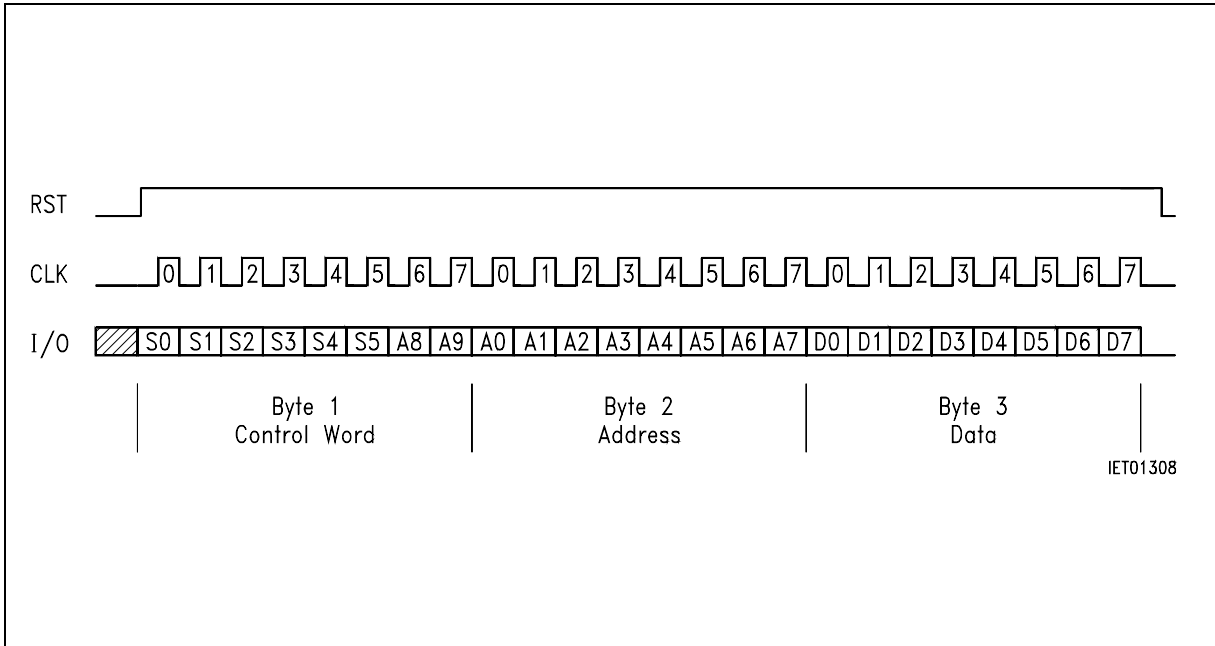 RST
CLK 0 1 2 3 4 5 6 7 0 1 2 3 4 5 6 7 0 1 2 3 4 5 6 7
I/O S0 S1 S2 S3 S4 S5 A8 A9 A0 A1 A2 A3 A4 A5 A6 A7 D0 D1 D2 D3 D4 D5 D6 D7
Byte 1 Byte 2 Byte 3
Control Word Address Data
IET01308